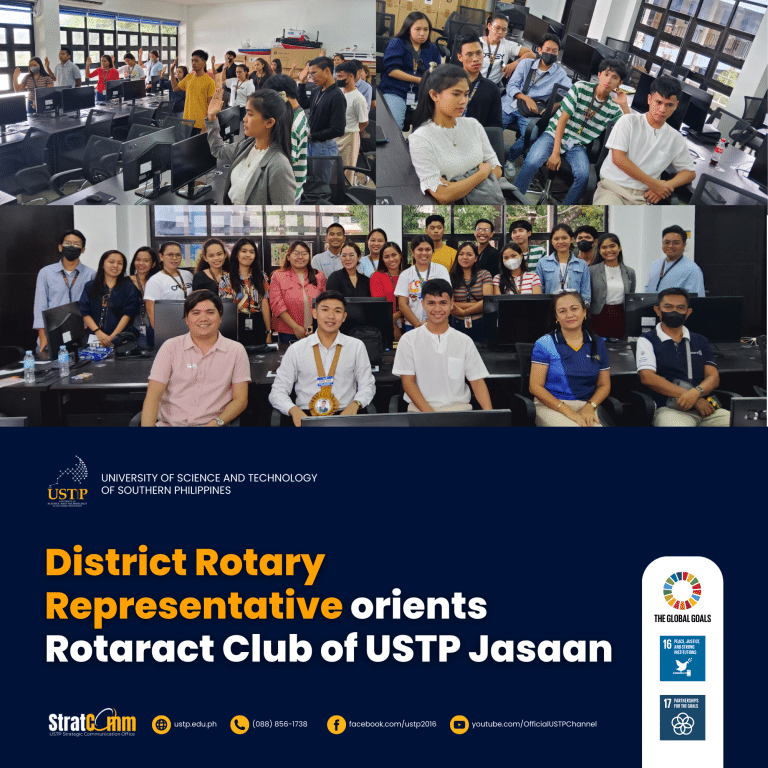 USTP
UNIVERSITY OF SCIENCE AND TECHNOLOGY
OF SOUTHERN PHILIPPINES
District Rotary
Representative orients
Rotaract Club of USTP Jasaan
THE GLOBAL GOALS
16 PEACE, JUSTICE
AND STRONG
INSTITUTIONS
17 PARTNERSHIPS
FOR THE GOALS
StratComm
USTP Strategic Communication Office
ustp.edu.ph
(088) 856-1738
facebook.com/ustp2016
youtube.com/OfficialUSTPChannel